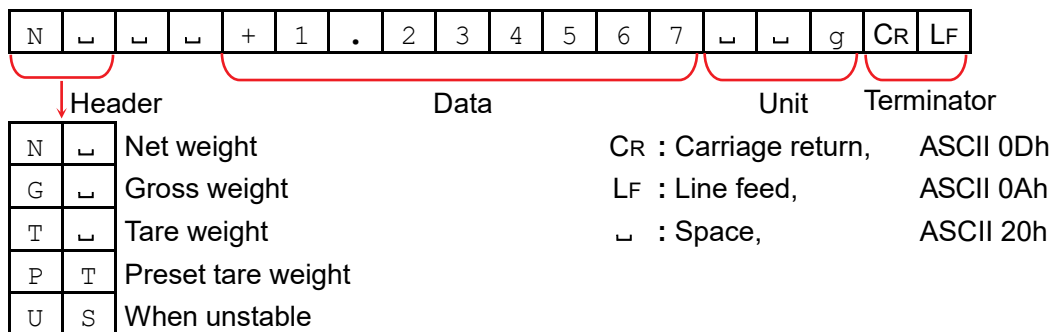 N ␣ ␣ ␣ + 1 . 2 3 4 5 6 7 ␣ ␣ g CR LF
Header Data Unit Terminator
N ␣ Net weight CR : Carriage return, ASCII 0Dh
G ␣ Gross weight LF : Line feed, ASCII 0Ah
T ␣ Tare weight ␣ : Space, ASCII 20h
P T Preset tare weight
U S When unstable